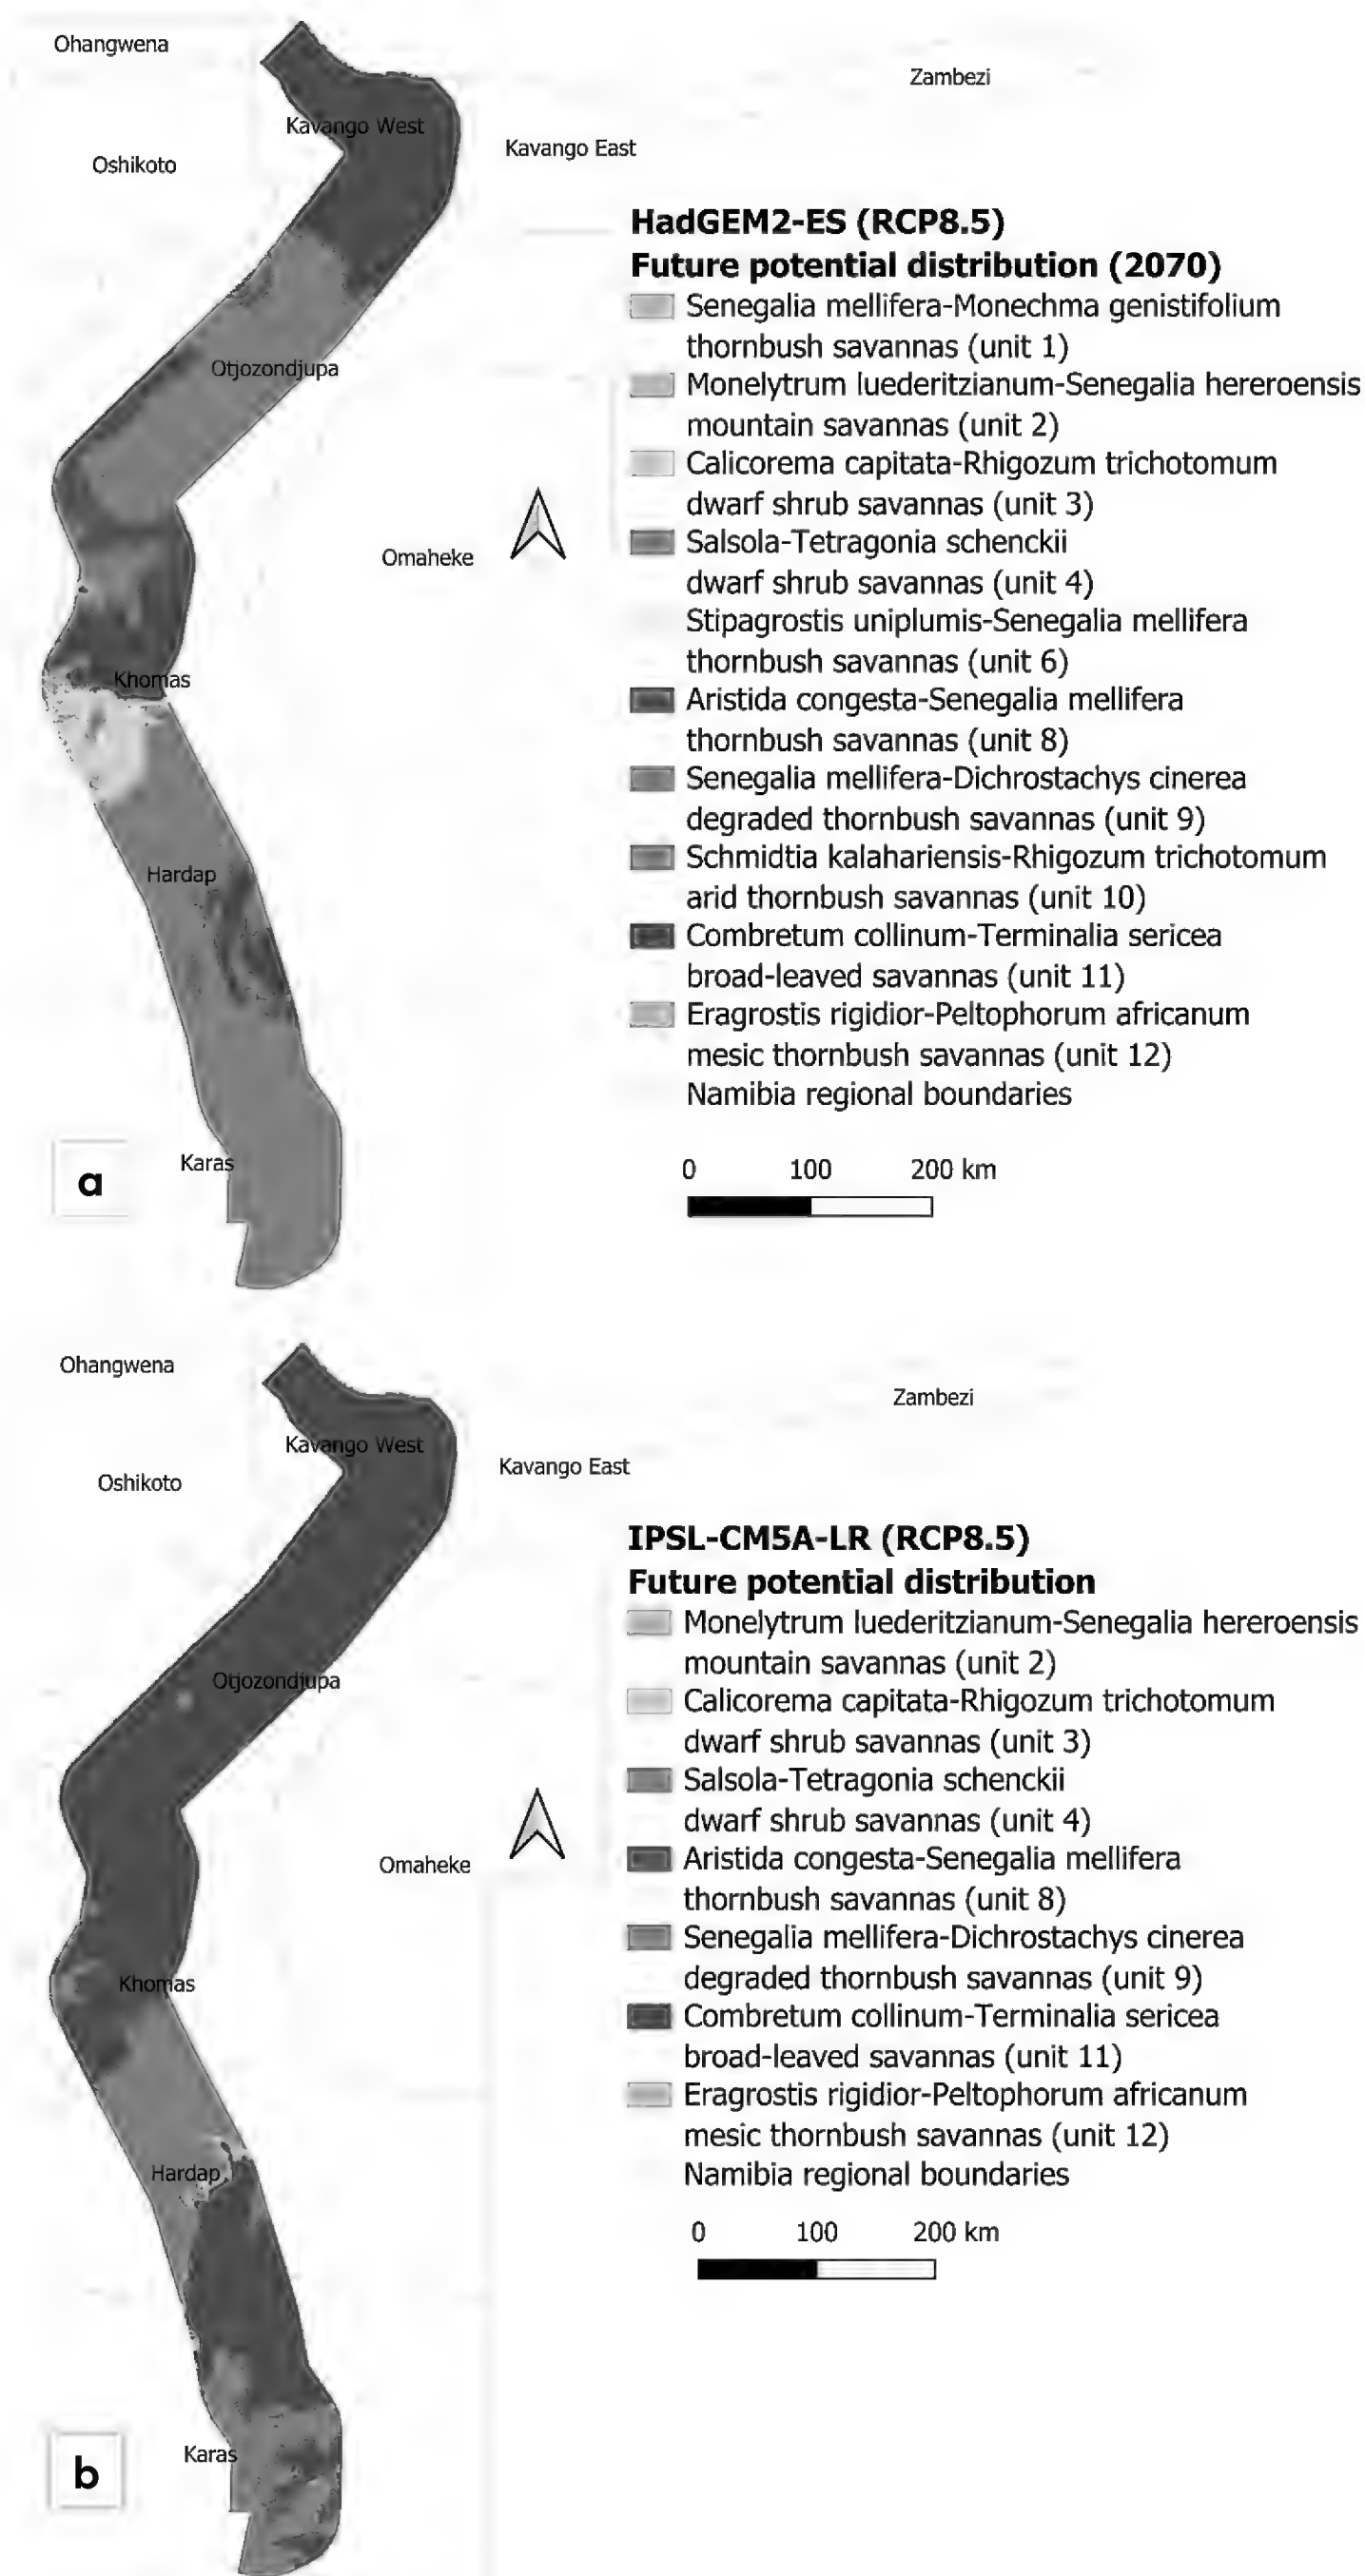 Ohangwena
Zambezi
Kavango West
Kavango East
Oshikoto
HadGEM2-ES (RCP8.5)
Future potential distribution (2070)
Senegalia mellifera-Monechma genistifolium
thornbush savannas (unit 1)
Otjozondjupa
Monelytrum luederitzianum-Senegalia hereroensis
mountain savannas (unit 2)
Calicorema capitata-Rhigozum trichotomum
dwarf shrub savannas (unit 3)
Omaheke
Salsola-Tetragonia schenckii
dwarf shrub savannas (unit 4)
Stipagrostis uniplumis-Senegalia mellifera
thornbush savannas (unit 6)
Khomas
Aristida congesta-Senegalia mellifera
thornbush savannas (unit 8)
Senegalia mellifera-Dichrostachys cinerea
degraded thornbush savannas (unit 9)
Hardap
Schmidtia kalahariensis-Rhigozum trichotomum
arid thornbush savannas (unit 10)
Combretum collinum-Terminalia sericea
broad-leaved savannas (unit 11)
Eragrostis rigidior-Peltophorum africanum
mesic thornbush savannas (unit 12)
Namibia regional boundaries
Karas
a
0 100 200 km
Ohangwena
Zambezi
Kavango West
Kavango East
Oshikoto
IPSL-CM5A-LR (RCP8.5)
Future potential distribution
Monelytrum luederitzianum-Senegalia hereroensis
mountain savannas (unit 2)
Otjozondjupa
Calicorema capitata-Rhigozum trichotomum
dwarf shrub savannas (unit 3)
Salsola-Tetragonia schenckii
dwarf shrub savannas (unit 4)
Omaheke
Aristida congesta-Senegalia mellifera
thornbush savannas (unit 8)
Senegalia mellifera-Dichrostachys cinerea
degraded thornbush savannas (unit 9)
Khomas
Combretum collinum-Terminalia sericea
broad-leaved savannas (unit 11)
Eragrostis rigidior-Peltophorum africanum
mesic thornbush savannas (unit 12)
Hardap
Namibia regional boundaries
0 100 200 km
Karas
b